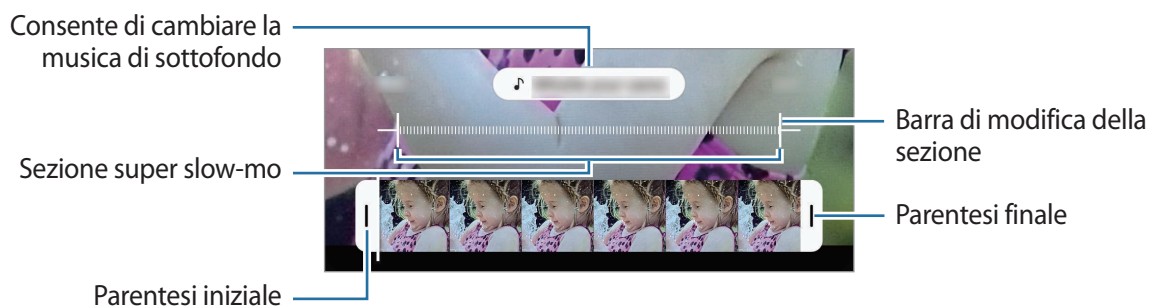 Consente di cambiare la
musica di sottofondo
Barra di modifica della
sezione
Sezione super slow-mo
Parentesi finale
Parentesi iniziale